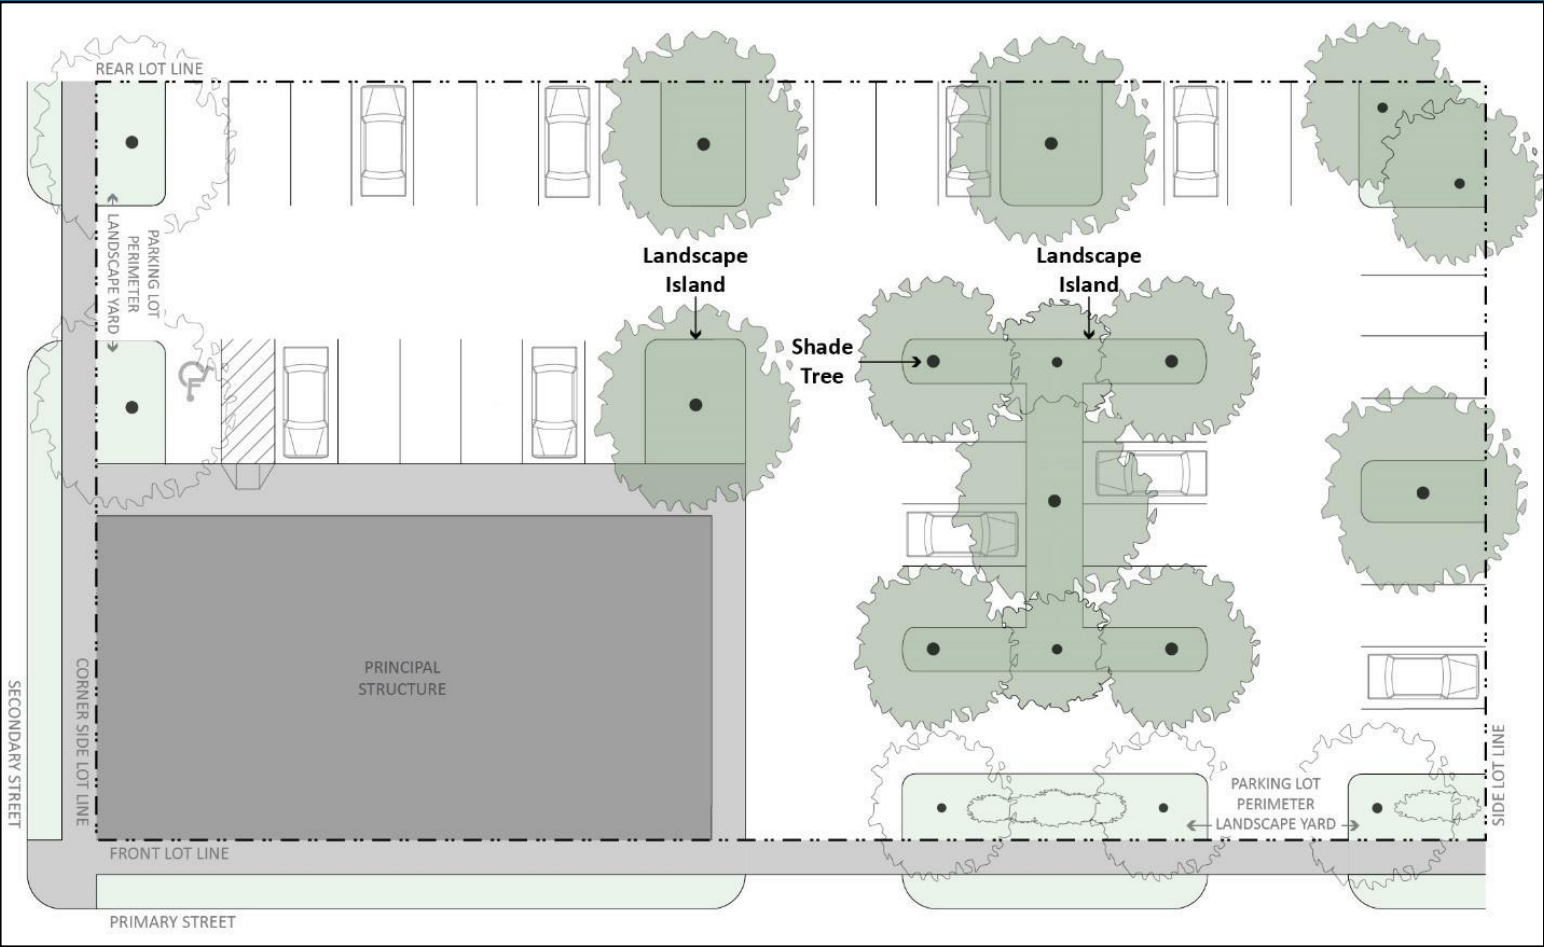 REAR LOT LINE
PARKING LOT
PERIMETER
LANDSCAPE YARD
Landscape
Island
Landscape
Island
Shade
Tree
PRINCIPAL
STRUCTURE
SECONDARY STREET
CORNER SIDE LOT LINE
PARKING LOT
PERIMETER
LANDSCAPE YARD
SIDE LOT LINE
FRONT LOT LINE
PRIMARY STREET